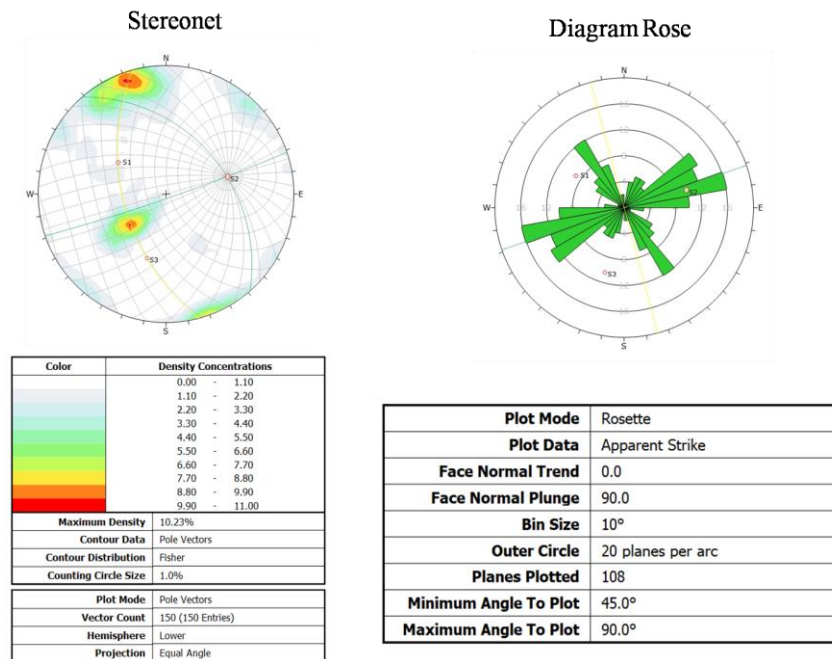 Stereonet
N
W
E
S
S1
S2
S3
Diagram Rose
N
W
E
S
S1
S2
S3
Color Density Concentrations
0.00 - 1.10
1.10 - 2.20
2.20 - 3.30
3.30 - 4.40
4.40 - 5.50
5.50 - 6.60
6.60 - 7.70
7.70 - 8.80
8.80 - 9.90
9.90 - 11.00
Maximum Density 10.23%
Contour Data Pole Vectors
Contour Distribution Fisher
Counting Circle Size 1.0%
Plot Mode Pole Vectors
Vector Count 150 (150 Entries)
Hemisphere Lower
Projection Equal Angle
Plot Mode Rosette
Plot Data Apparent Strike
Face Normal Trend 0.0
Face Normal Plunge 90.0
Bin Size 10°
Outer Circle 20 planes per arc
Planes Plotted 108
Minimum Angle To Plot 45.0°
Maximum Angle To Plot 90.0°